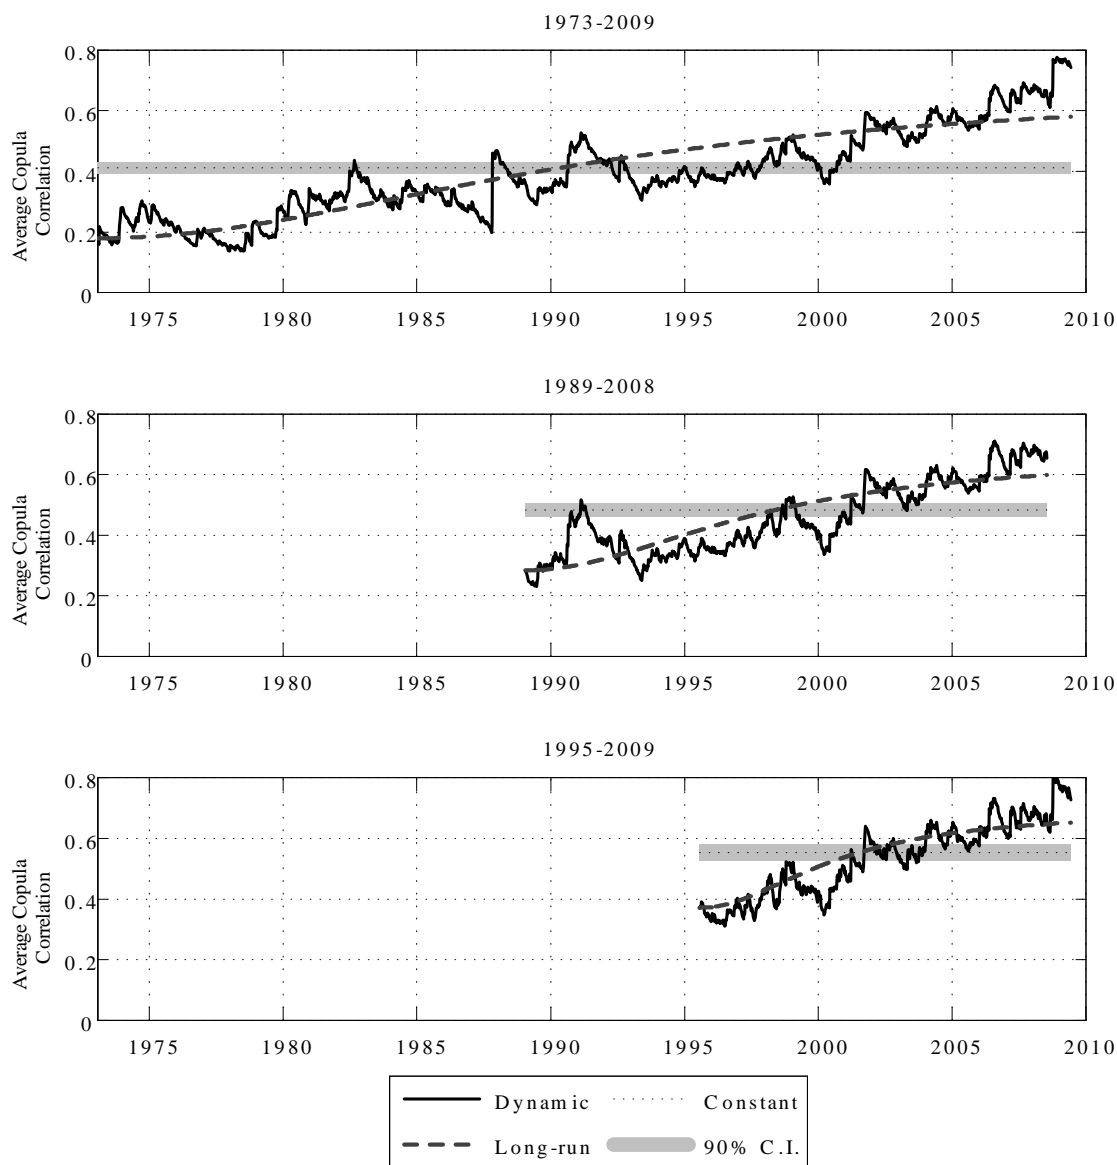 1973-2009
Average Copula
Correlation
0.8
0.6
0.4
0.2
0
1975 1980 1985 1990 1995 2000 2005 2010
1989-2008
Average Copula
Correlation
0.8
0.6
0.4
0.2
0
1975 1980 1985 1990 1995 2000 2005 2010
1995-2009
Average Copula
Correlation
0.8
0.6
0.4
0.2
0
1975 1980 1985 1990 1995 2000 2005 2010
Dynamic Constant
Long-run 90% C.I.